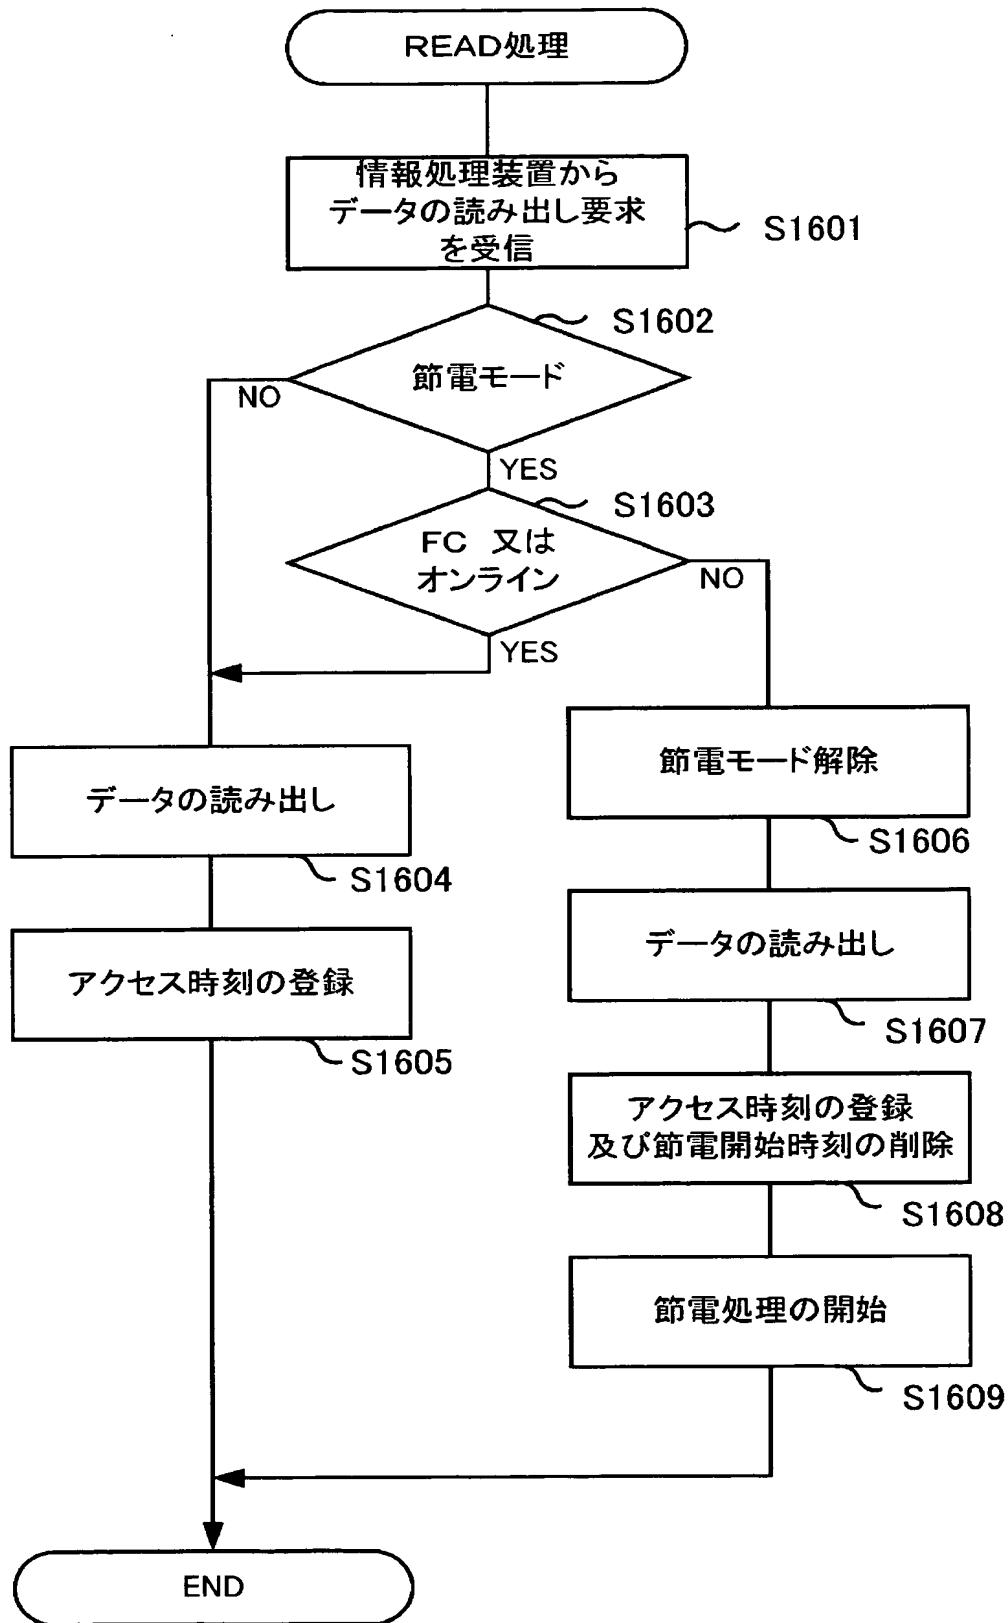 READ処理
情報処理装置から
データの読み出し要求
を受信
S1601
S1602
節電モード
NO
YES
S1603
FC 又は
オンライン
NO
YES
節電モード解除
S1606
データの読み出し
S1604
データの読み出し
S1607
アクセス時刻の登録
S1605
アクセス時刻の登録
及び節電開始時刻の削除
S1608
節電処理の開始
S1609
END